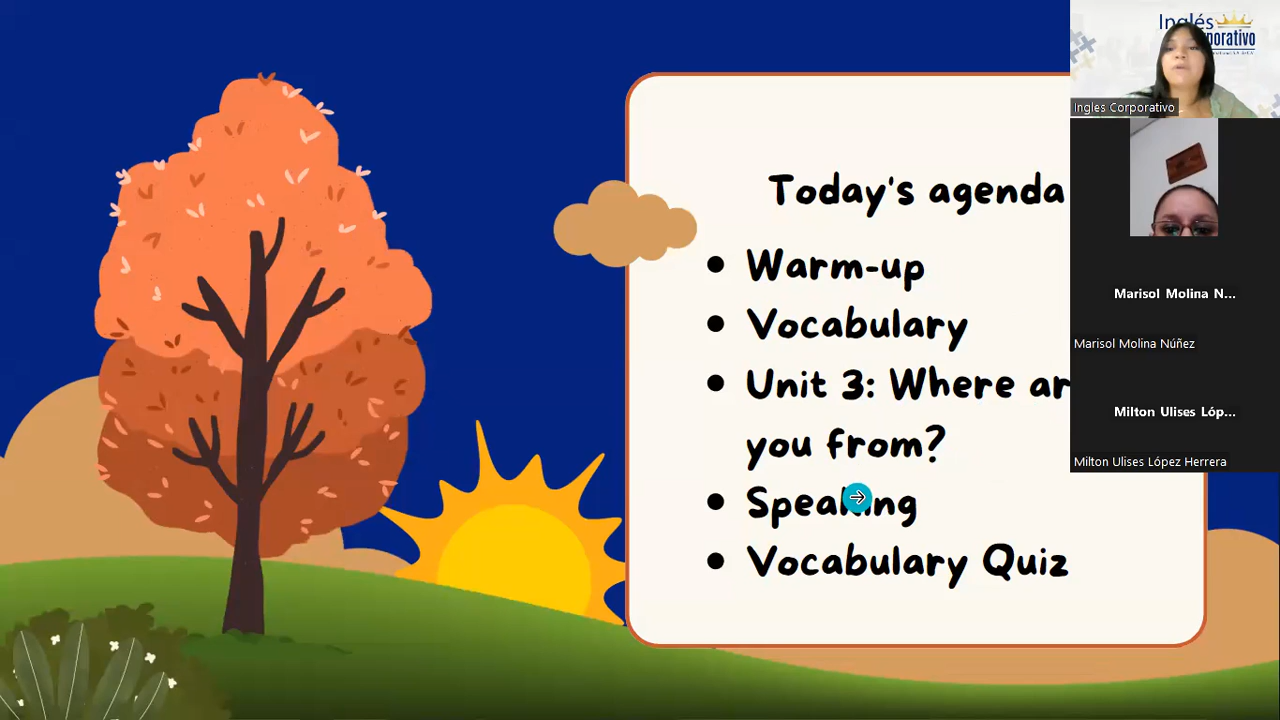 Inglés
Corporativo
Ingles Corporativo
Today's agenda
Warm-up
Vocabulary
Unit 3: Where ar
you from?
Speaking
Vocabulary Quiz
Marisol Molina N...
Marisol Molina Núñez
Milton Ulises Lóp...
Milton Ulises López Herrera